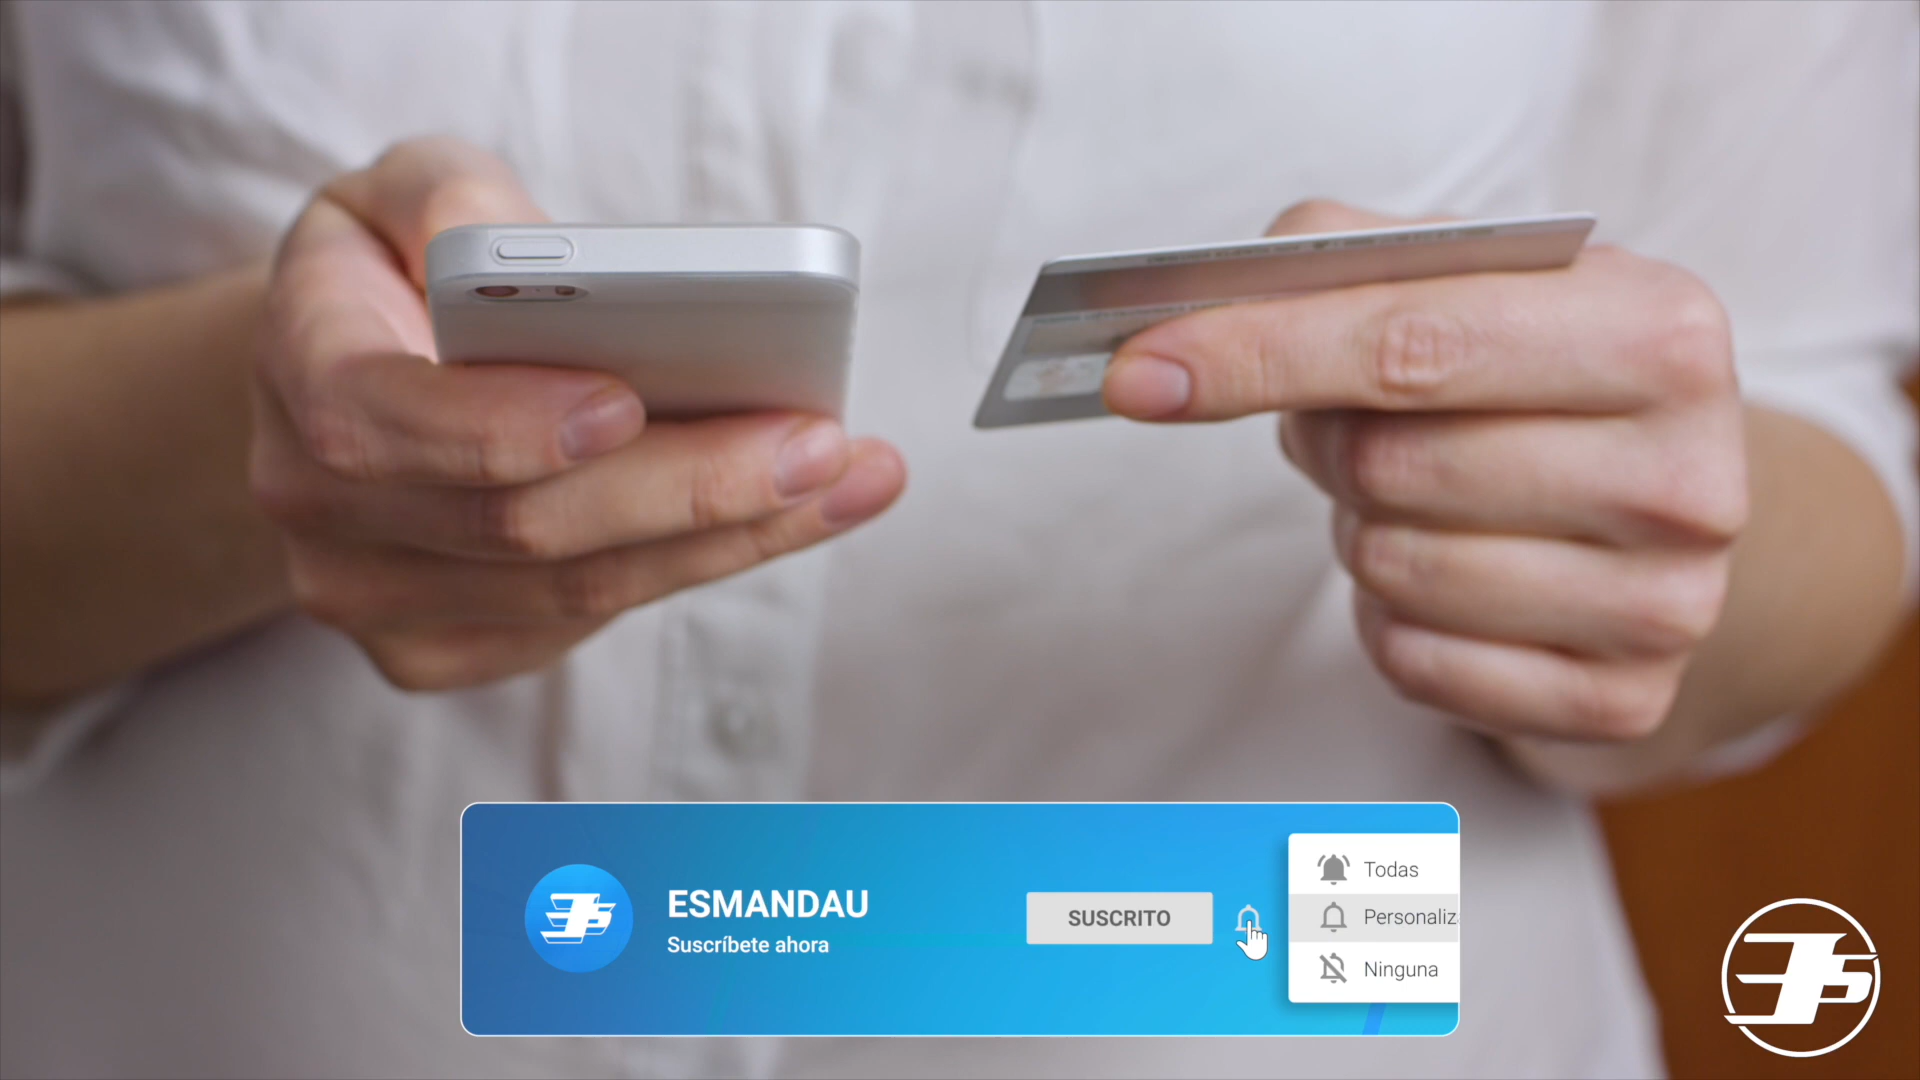 ESMANDAU
Suscríbete ahora
SUSCRITO
Todas
Personaliz
Ninguna